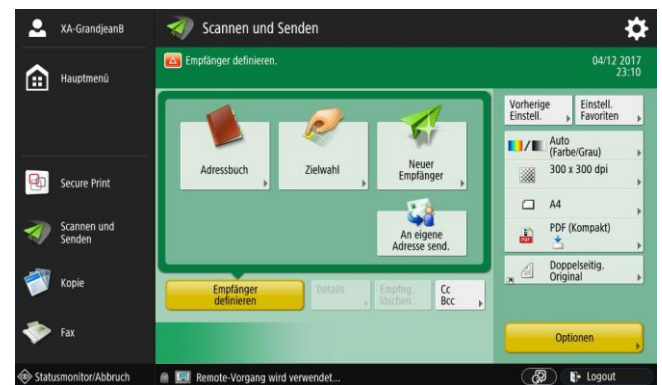 XA-GrandjeanB
Scannen und Senden
Hauptmenü
Empfänger definieren.
04/12 2017
23:10
Secure Print
Scannen und
Senden
Kopie
Fax
Adressbuch
Zielwahl
Neuer
Empfänger
An eigene
Adresse send.
Empfänger
definieren
Details
Empfng.
löschen
Cc
Bcc
Vorherige
Einstell.
Einstell.
Favoriten
Auto
(Farbe/Grau)
300 x 300 dpi
A4
PDF (Kompakt)
Doppelseitig.
Original
Optionen
Statusmonitor/Abbruch
Remote-Vorgang wird verwendet...
Logout